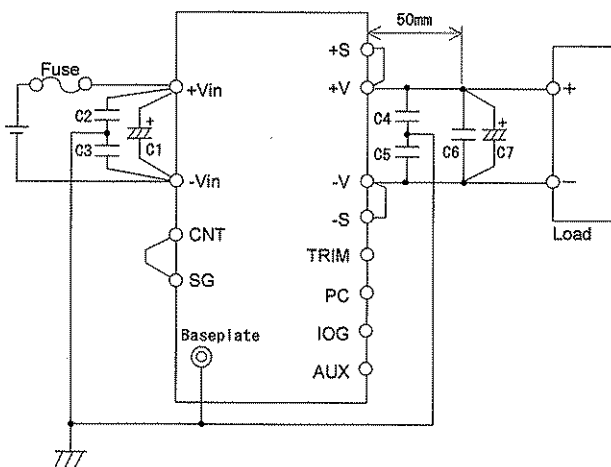 50mm
+S
Fuse
+Vin
+V
+
C2
+
C4
+
C3
C1
C5
C6
C7
-Vin
-V
−
CNT
-S
Load
TRIM
SG
PC
Baseplate
IOG
AUX